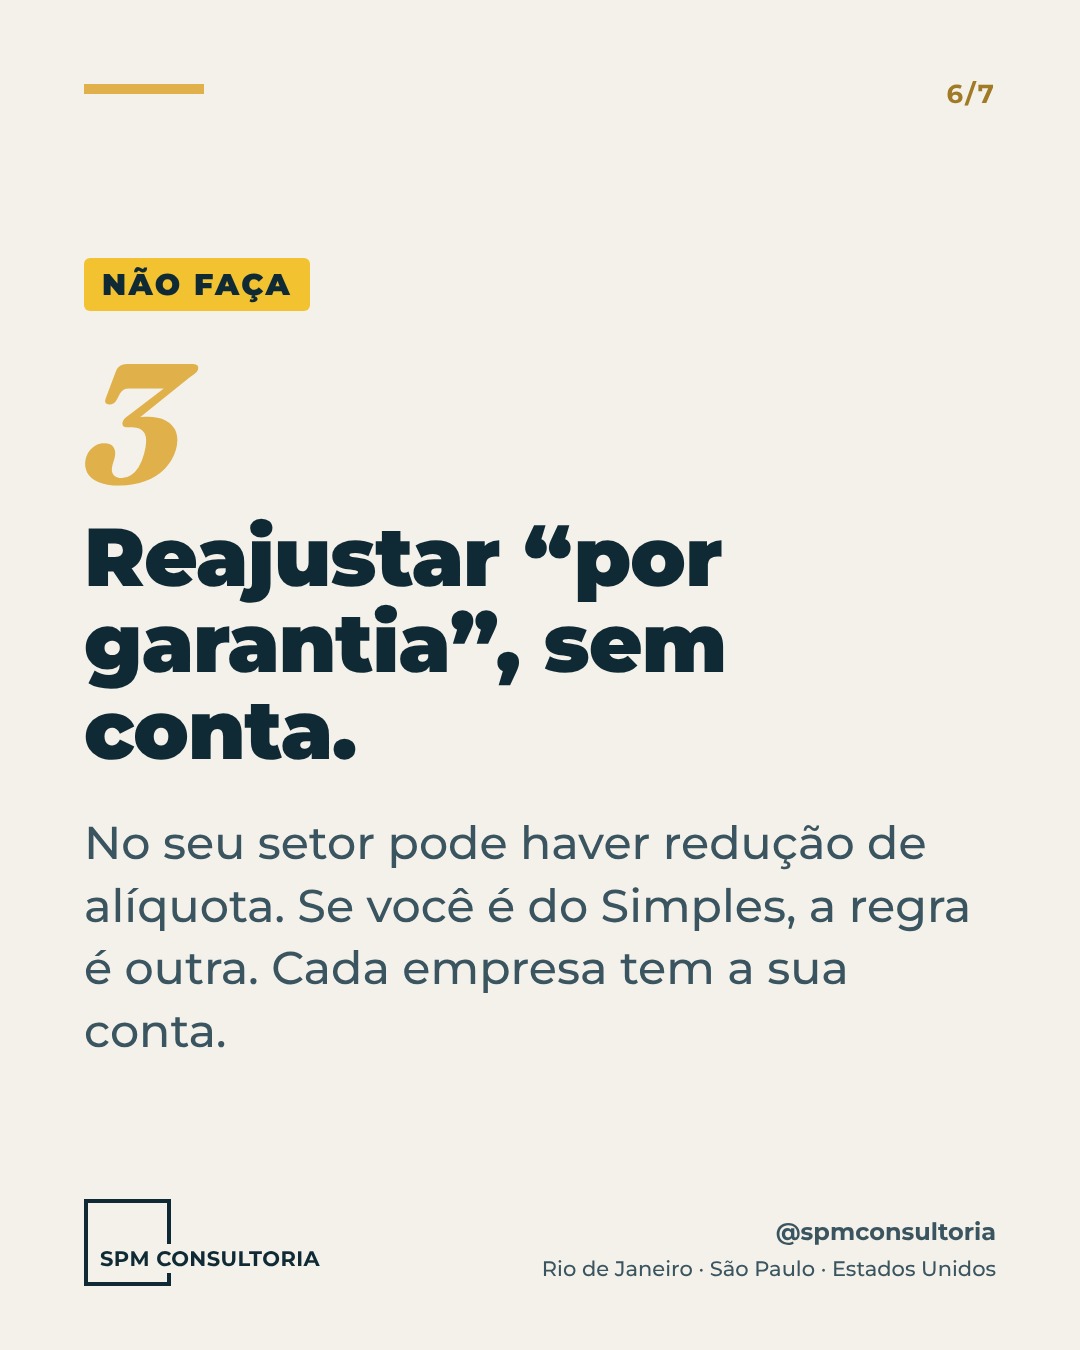 6/7
NÃO FAÇA
3
Reajustar “por
garantia”, sem
conta.
No seu setor pode haver redução de
alíquota. Se você é do Simples, a regra
é outra. Cada empresa tem a sua
conta.
SPM CONSULTORIA
@spmconsultoria
Rio de Janeiro · São Paulo · Estados Unidos